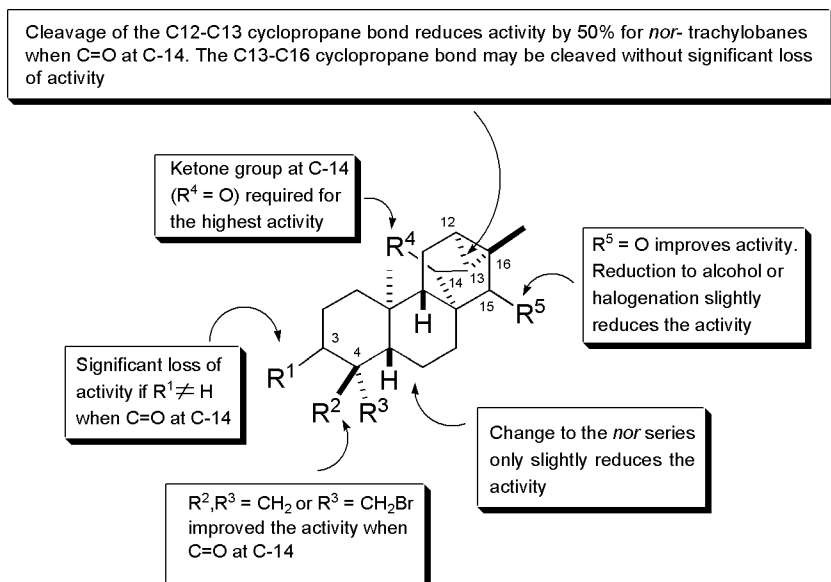 Cleavage of the C12-C13 cyclopropane bond reduces activity by 50% for nor- trachylobanes
when C=O at C-14. The C13-C16 cyclopropane bond may be cleaved without significant loss
of activity
Ketone group at C-14
(R⁴ = O) required for
the highest activity
12
R⁴
16
14
13
15
R⁵
H
R⁵ = O improves activity.
Reduction to alcohol or
halogenation slightly
reduces the activity
3
4
R¹
H
R²
R³
Significant loss of
activity if R¹≠ H
when C=O at C-14
Change to the nor series
only slightly reduces the
activity
R²,R³ = CH₂ or R³ = CH₂Br
improved the activity when
C=O at C-14